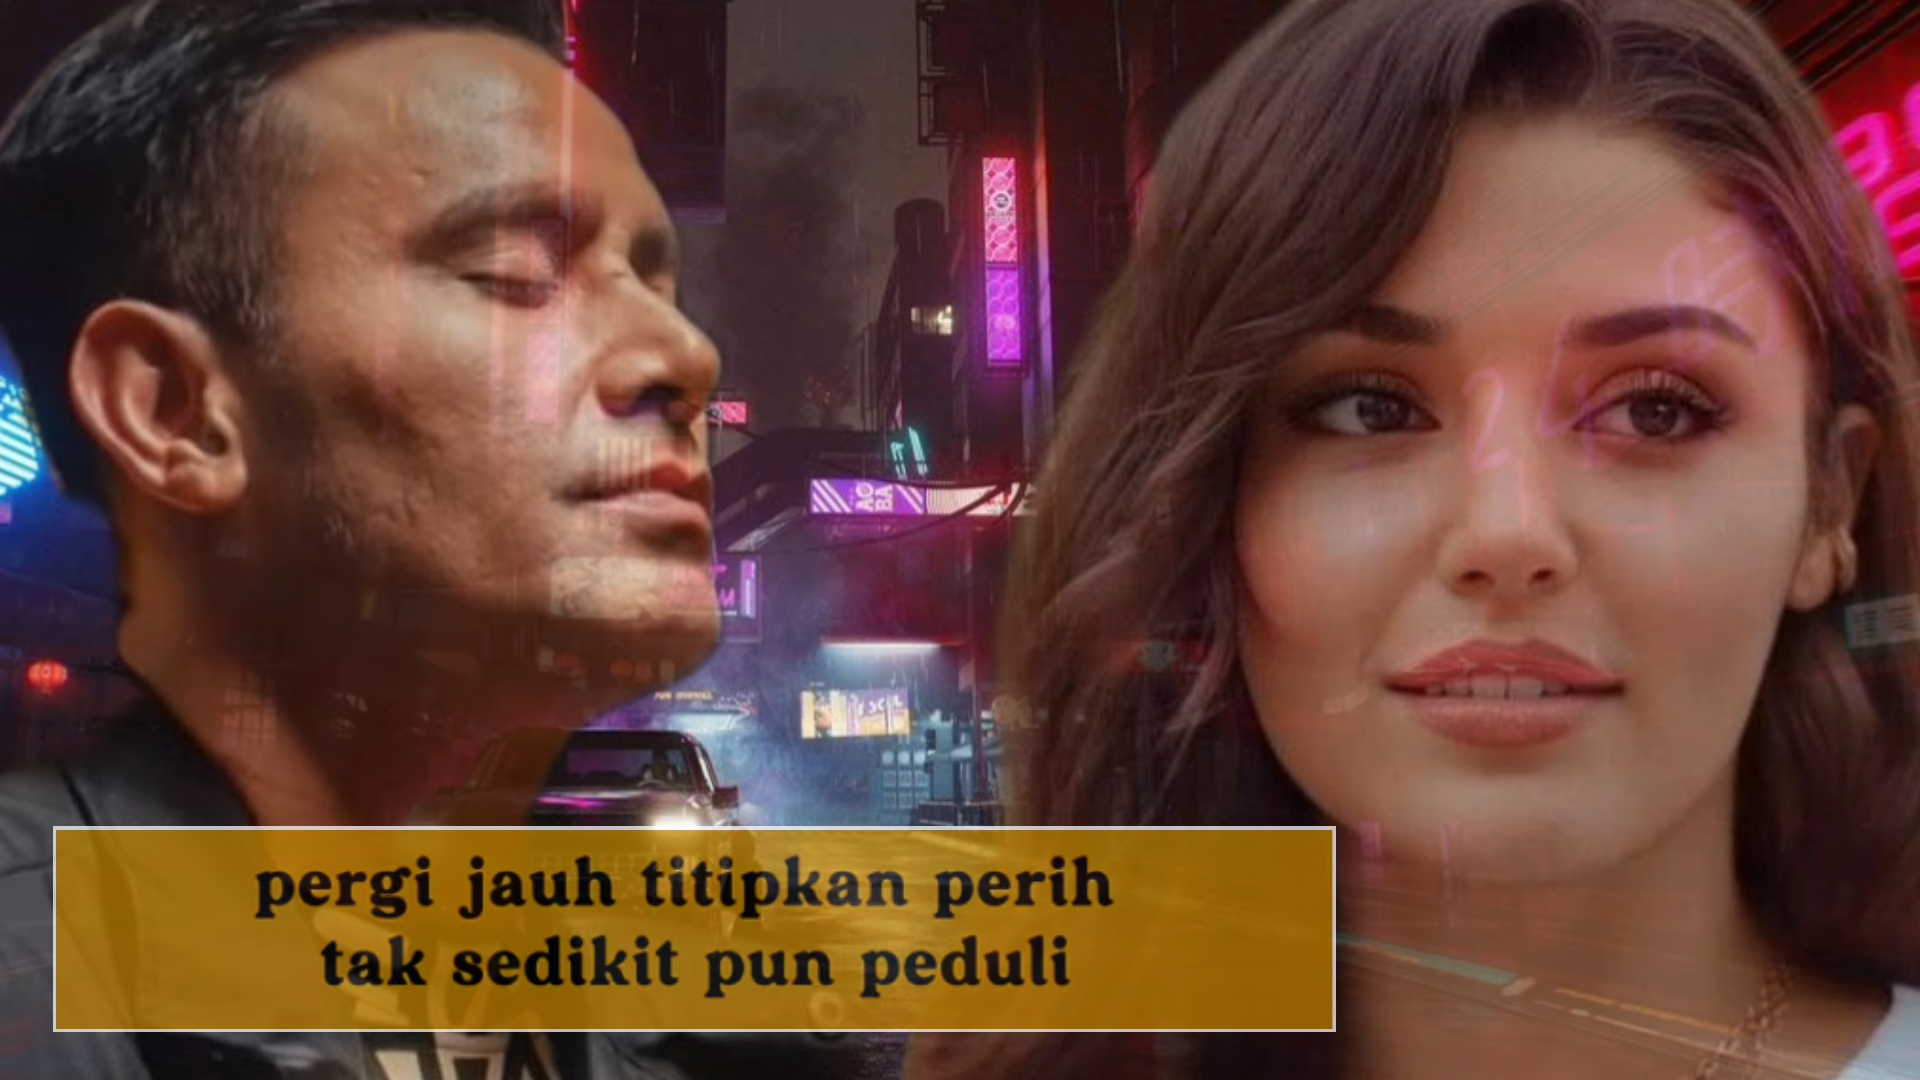 pergi jauh titipkan perih
tak sedikit pun peduli